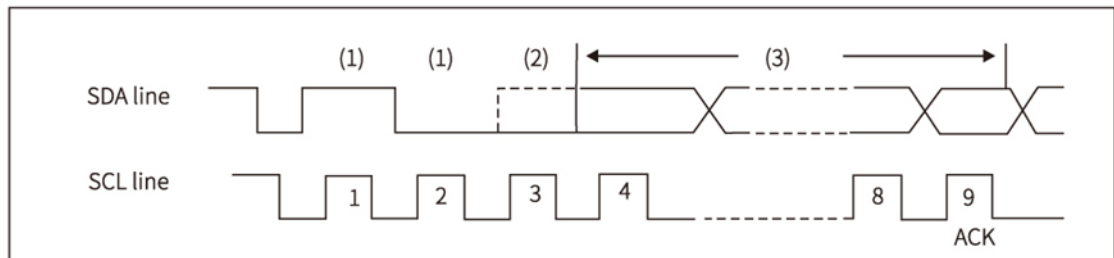 (1) (1) (2) (3)
SDA line
SCL line
1 2 3 4 8 9
ACK